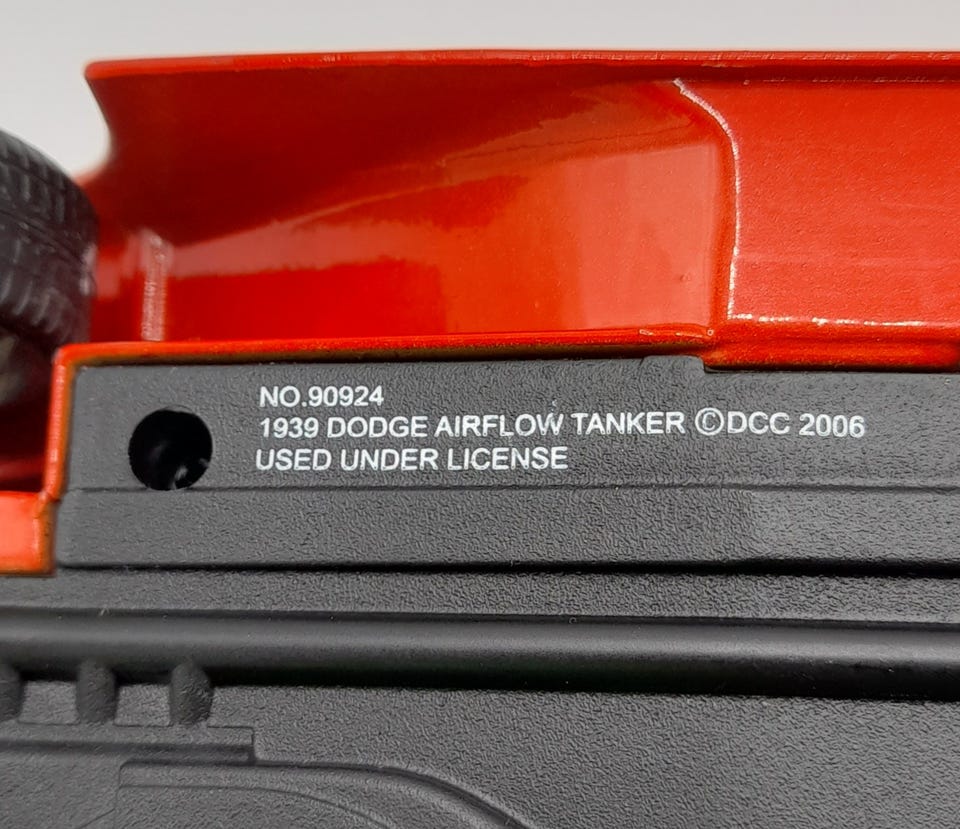 NO.90924
1939 DODGE AIRFLOW TANKER ©DCC 2006
USED UNDER LICENSE